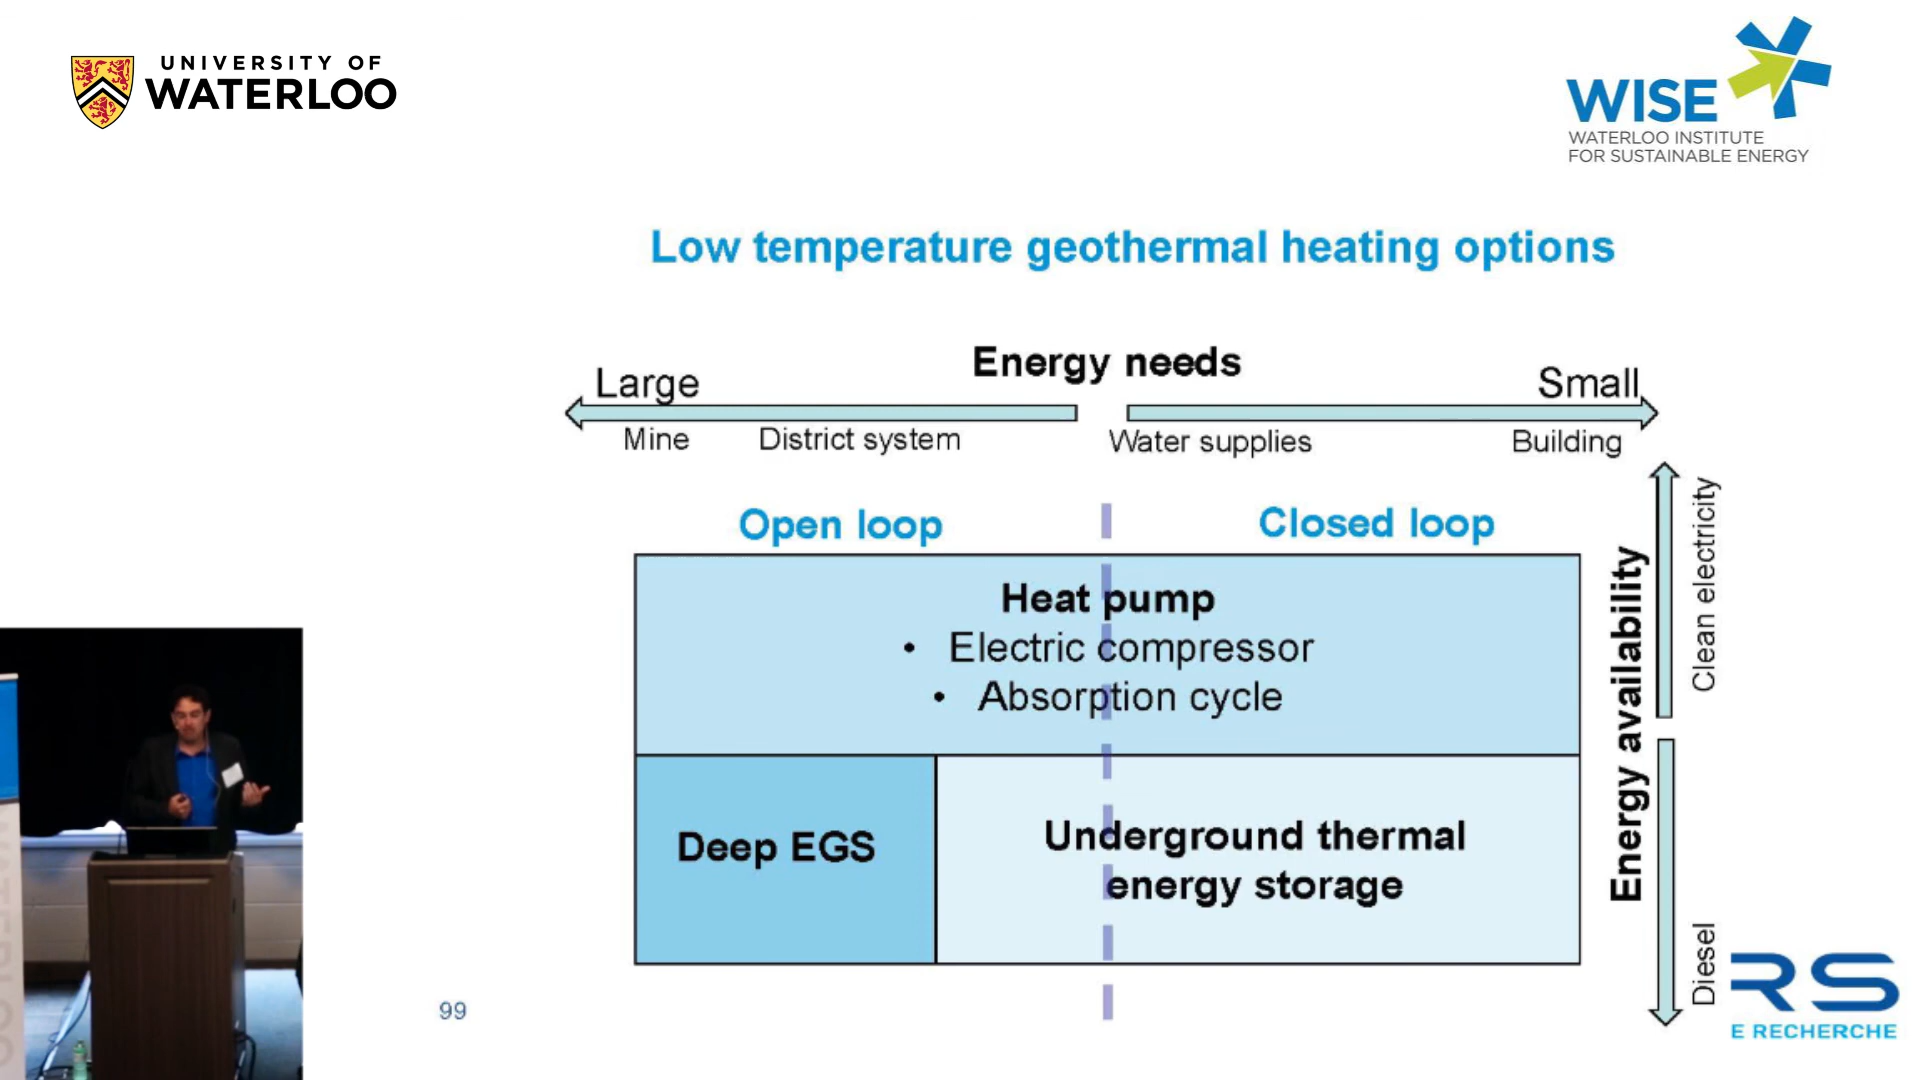 UNIVERSITY OF
WATERLOO
WISE
WATERLOO INSTITUTE
FOR SUSTAINABLE ENERGY
Low temperature geothermal heating options
Energy needs
Large
Small
Mine
District system
Water supplies
Building
Open loop
Closed loop
Heat pump
• Electric compressor
• Absorption cycle
Deep EGS
Underground thermal
energy storage
Energy availability
Clean electricity
Diesel
RS
E RECHERCHE
99